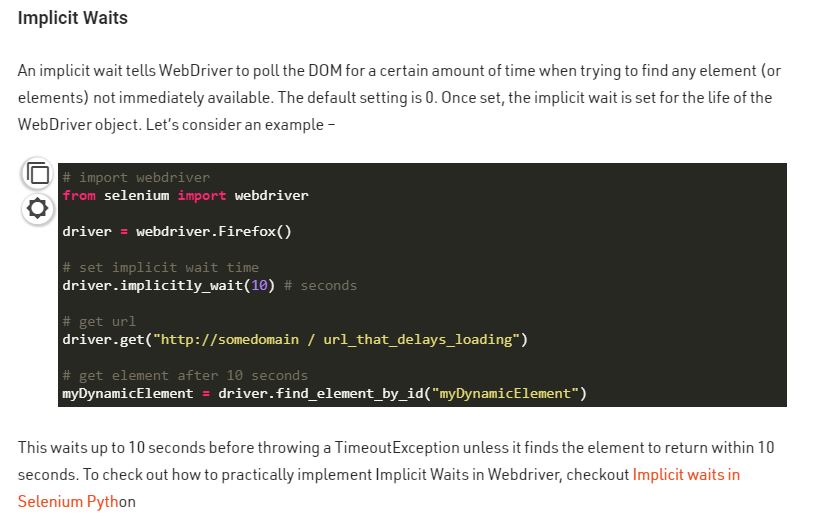 Implicit Waits
An implicit wait tells WebDriver to poll the DOM for a certain amount of time when trying to find any element (or
elements) not immediately available. The default setting is 0. Once set, the implicit wait is set for the life of the
WebDriver object. Let's consider an example –
# import webdriver
from selenium import webdriver
driver = webdriver.Firefox()
# set implicit wait time
driver.implicitly_wait(10) # seconds
# get url
driver.get("http://somedomain / url_that_delays_loading")
# get element after 10 seconds
myDynamicElement = driver.find_element_by_id("myDynamicElement")
This waits up to 10 seconds before throwing a TimeoutException unless it finds the element to return within 10
seconds. To check out how to practically implement Implicit Waits in Webdriver, checkout Implicit waits in
Selenium Python